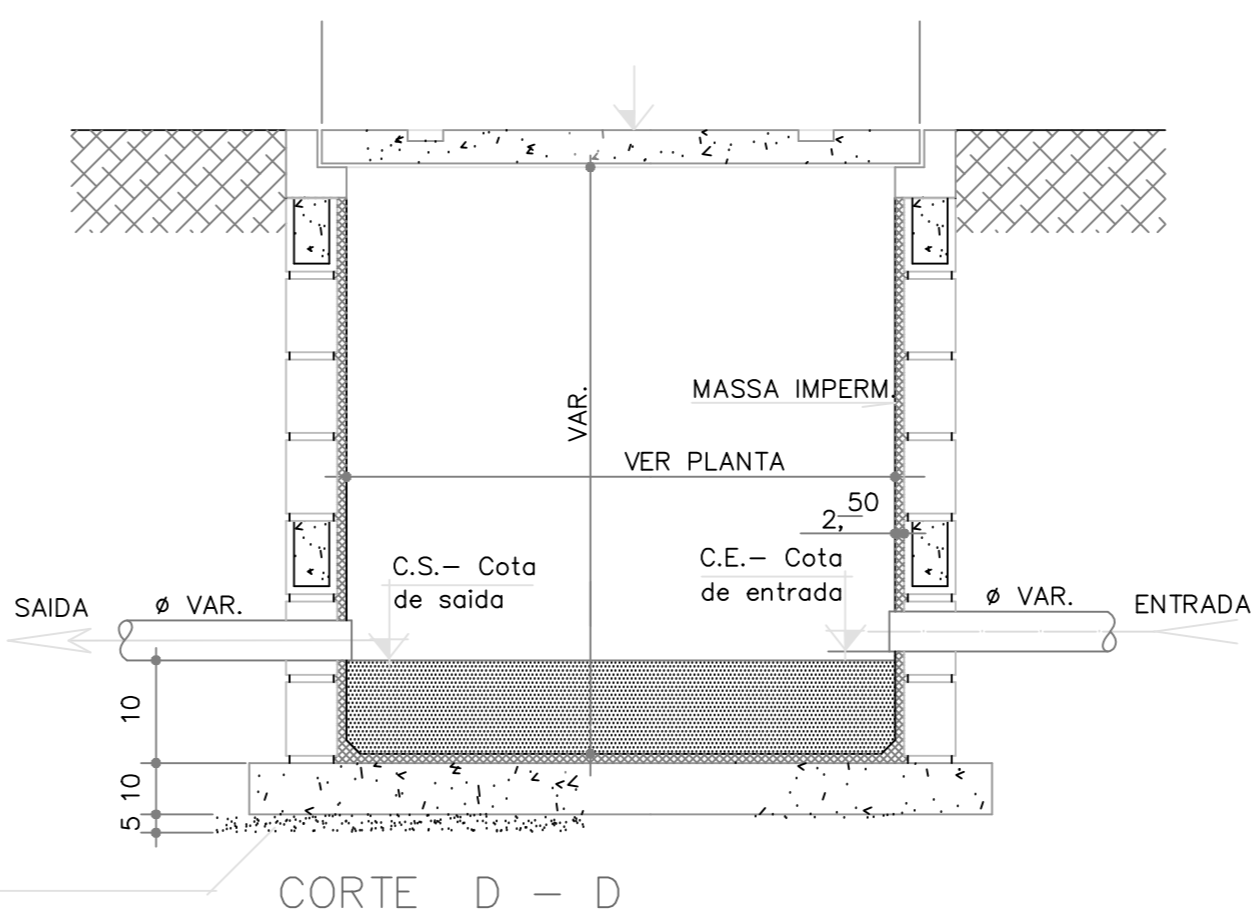 MASSA IMPERM.
VAR.
VER PLANTA
2,50
C.S.– Cota
de saida
C.E.– Cota
de entrada
SAIDA
ø VAR.
ø VAR.
ENTRADA
10
10
5
CORTE D – D